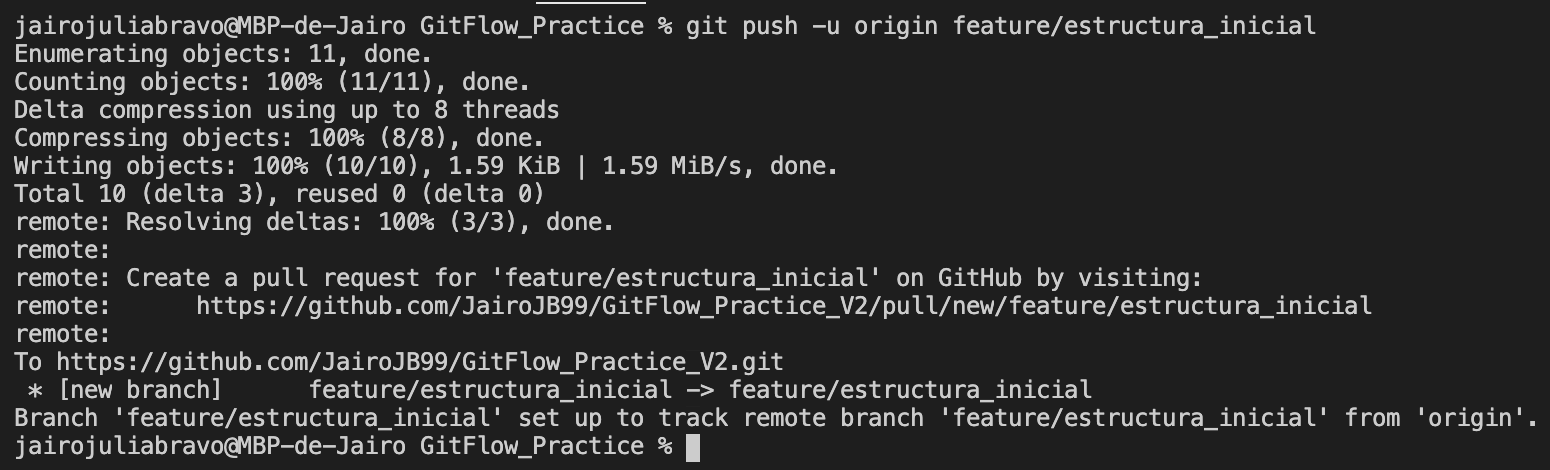 jairojuliabravo@MBP-de-Jairo GitFlow_Practice % git push -u origin feature/estructura_inicial
Enumerating objects: 11, done.
Counting objects: 100% (11/11), done.
Delta compression using up to 8 threads
Compressing objects: 100% (8/8), done.
Writing objects: 100% (10/10), 1.59 KiB | 1.59 MiB/s, done.
Total 10 (delta 3), reused 0 (delta 0)
remote: Resolving deltas: 100% (3/3), done.
remote:
remote: Create a pull request for 'feature/estructura_inicial' on GitHub by visiting:
remote:      https://github.com/JairoJB99/GitFlow_Practice_V2/pull/new/feature/estructura_inicial
remote:
To https://github.com/JairoJB99/GitFlow_Practice_V2.git
 * [new branch]      feature/estructura_inicial -> feature/estructura_inicial
Branch 'feature/estructura_inicial' set up to track remote branch 'feature/estructura_inicial' from 'origin'.
jairojuliabravo@MBP-de-Jairo GitFlow_Practice %